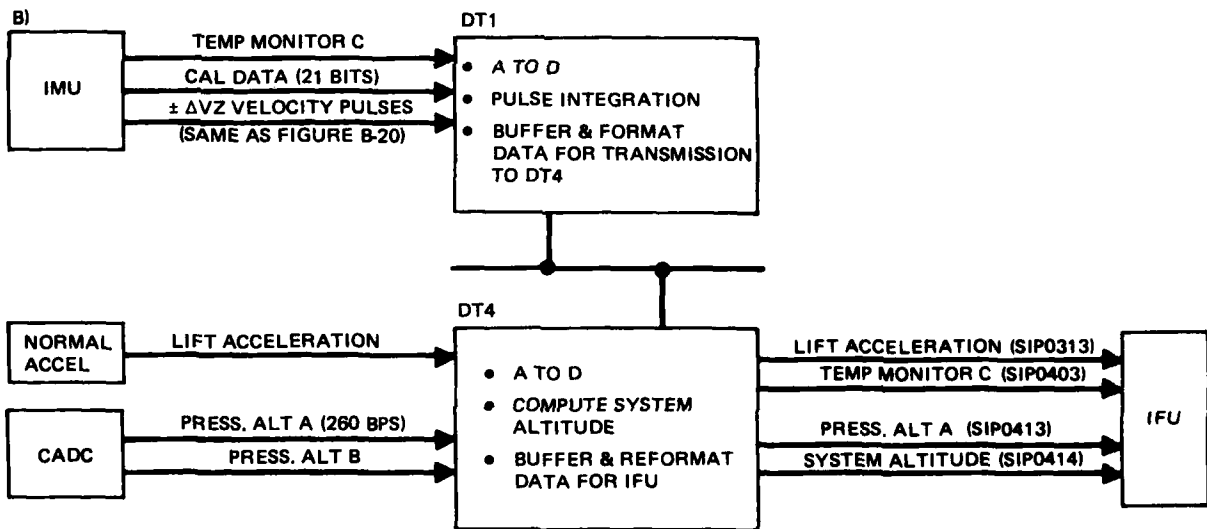 B)
IMU
TEMP MONITOR C
CAL DATA (21 BITS)
± ΔVZ VELOCITY PULSES
(SAME AS FIGURE B-20)
DT1
• A TO D
• PULSE INTEGRATION
• BUFFER & FORMAT
DATA FOR TRANSMISSION
TO DT4
NORMAL
ACCEL
LIFT ACCELERATION
CADC
PRESS. ALT A (260 BPS)
PRESS. ALT B
DT4
• A TO D
• COMPUTE SYSTEM
ALTITUDE
• BUFFER & REFORMAT
DATA FOR IFU
LIFT ACCELERATION (SIP0313)
TEMP MONITOR C (SIP0403)
PRESS. ALT A (SIP0413)
SYSTEM ALTITUDE (SIP0414)
IFU